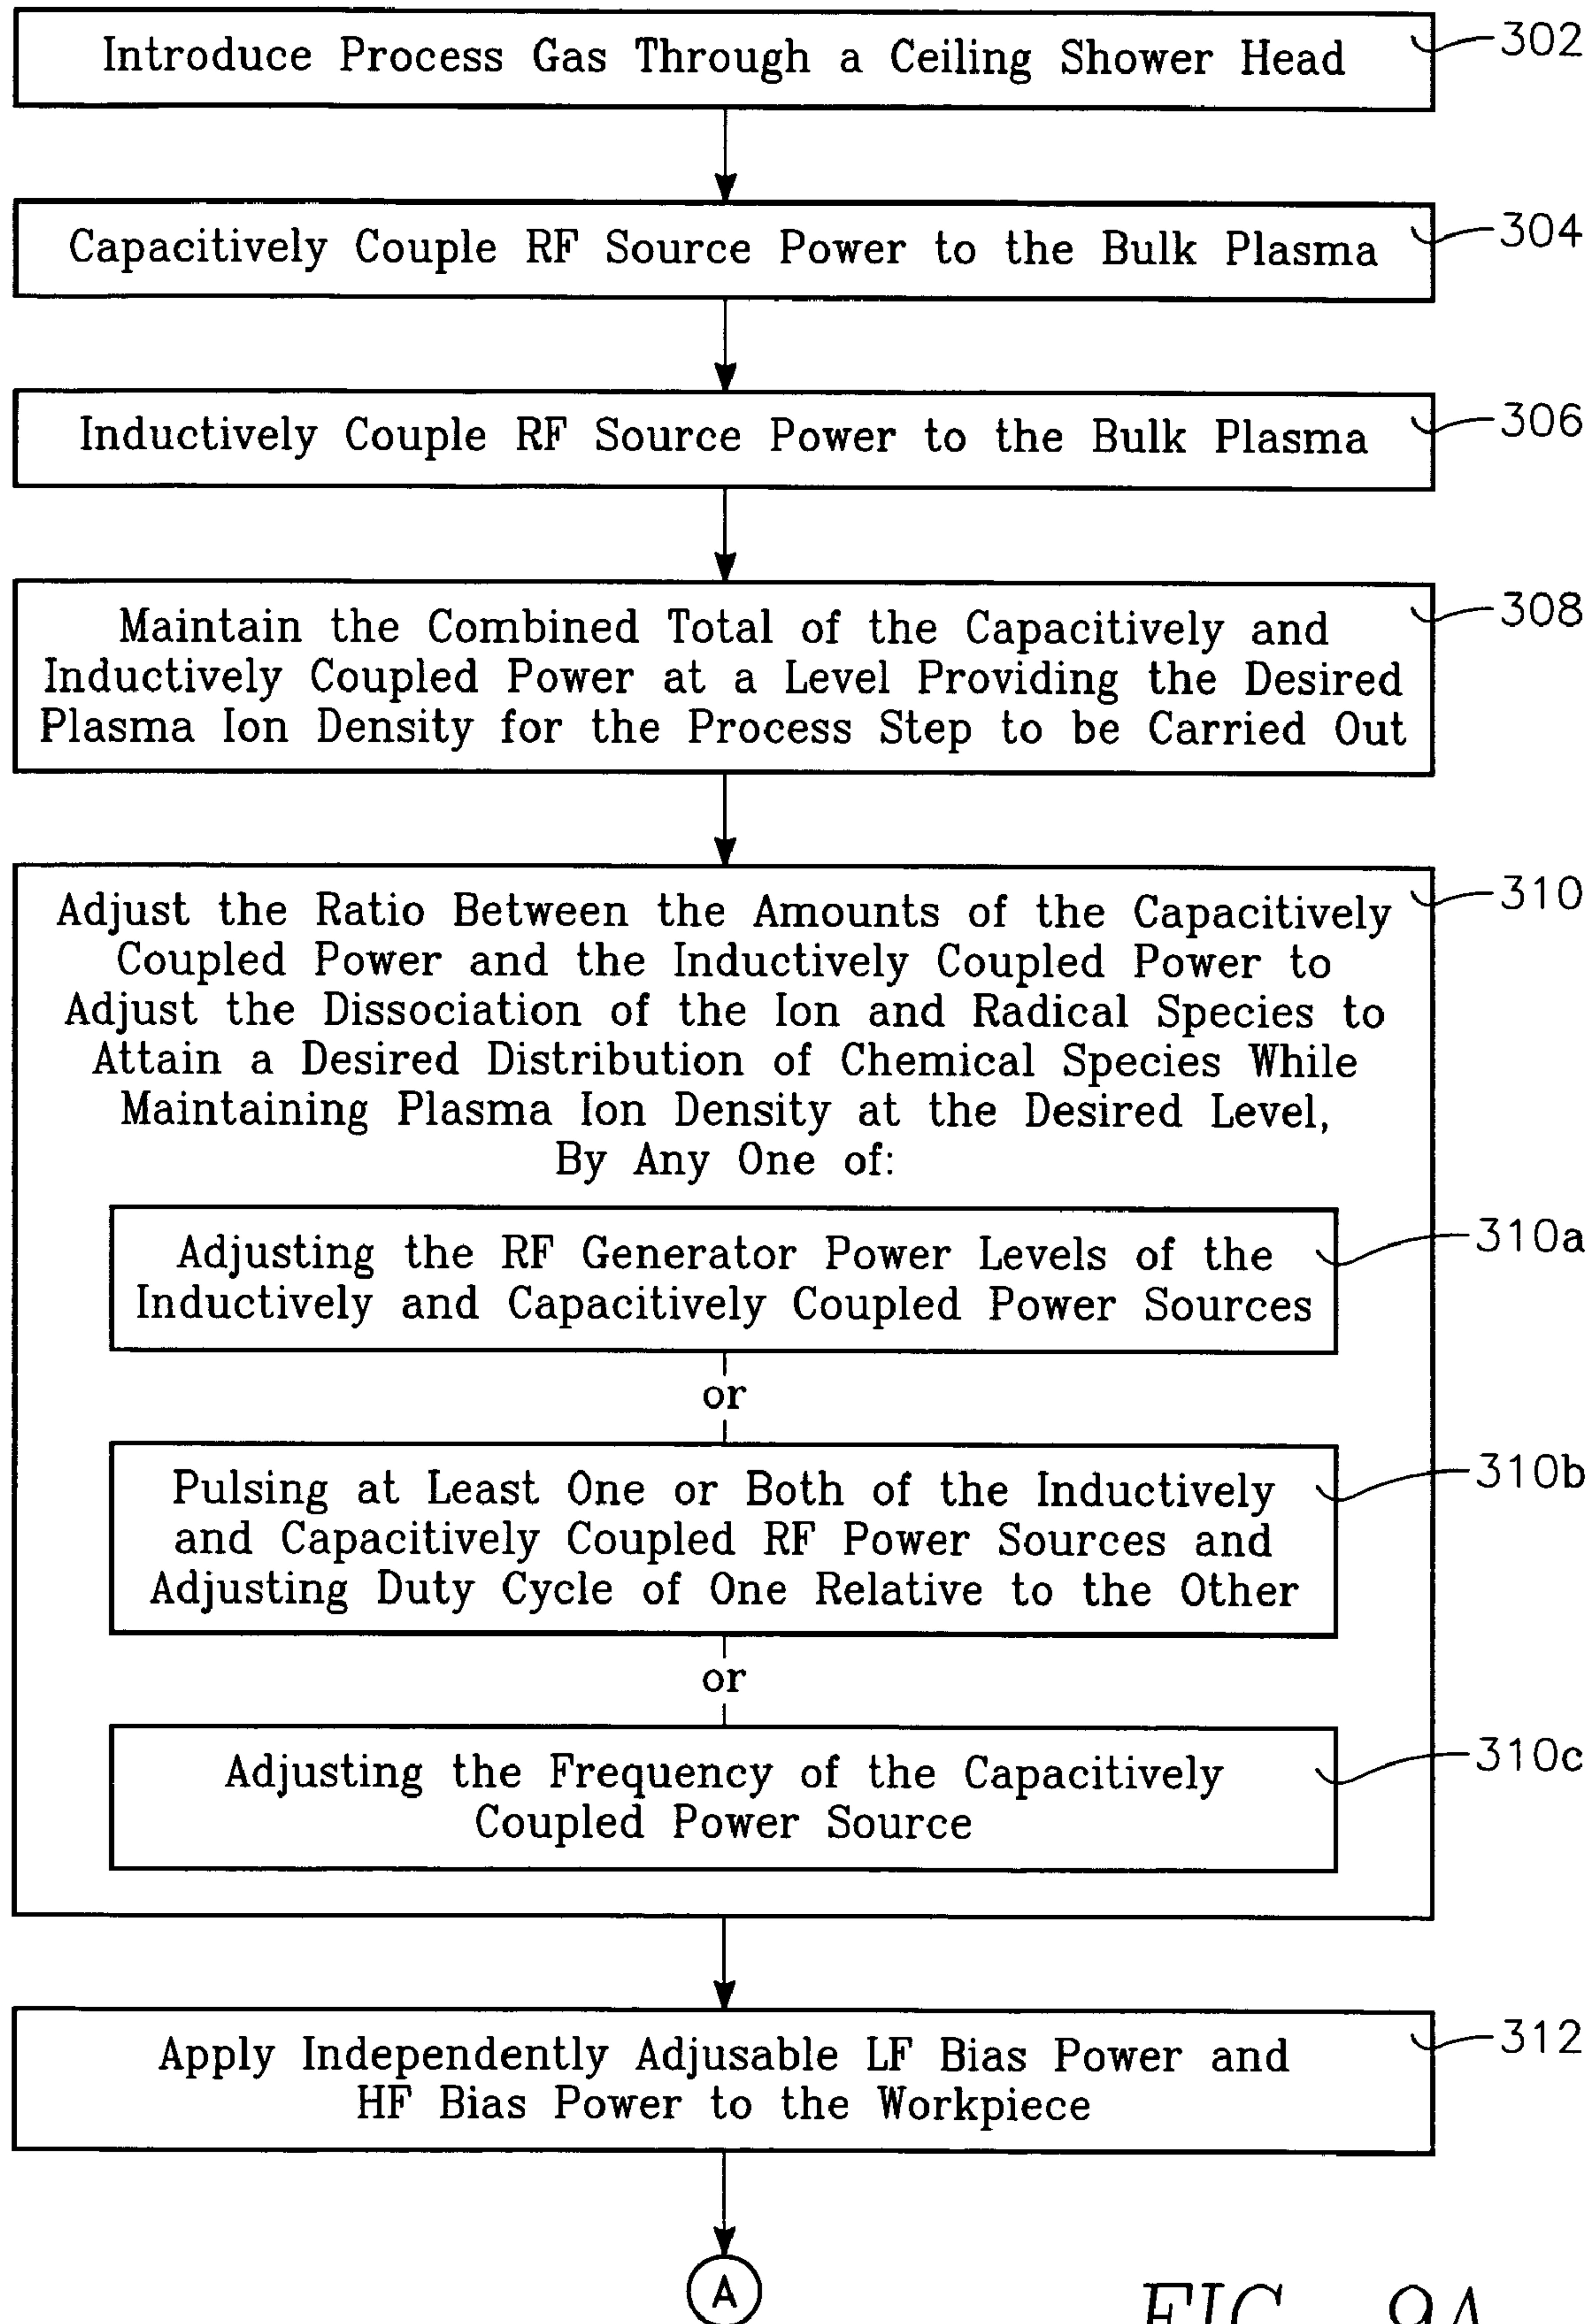 Introduce Process Gas Through a Ceiling Shower Head
302
Capacitively Couple RF Source Power to the Bulk Plasma
304
Inductively Couple RF Source Power to the Bulk Plasma
306
Maintain the Combined Total of the Capacitively and
Inductively Coupled Power at a Level Providing the Desired
Plasma Ion Density for the Process Step to be Carried Out
308
Adjust the Ratio Between the Amounts of the Capacitively
Coupled Power and the Inductively Coupled Power to
Adjust the Dissociation of the Ion and Radical Species to
Attain a Desired Distribution of Chemical Species While
Maintaining Plasma Ion Density at the Desired Level,
By Any One of:
310
Adjusting the RF Generator Power Levels of the
Inductively and Capacitively Coupled Power Sources
310a
or
Pulsing at Least One or Both of the Inductively
and Capacitively Coupled RF Power Sources and
Adjusting Duty Cycle of One Relative to the Other
310b
or
Adjusting the Frequency of the Capacitively
Coupled Power Source
310c
Apply Independently Adjusable LF Bias Power and
HF Bias Power to the Workpiece
312
A
FIG. 9A